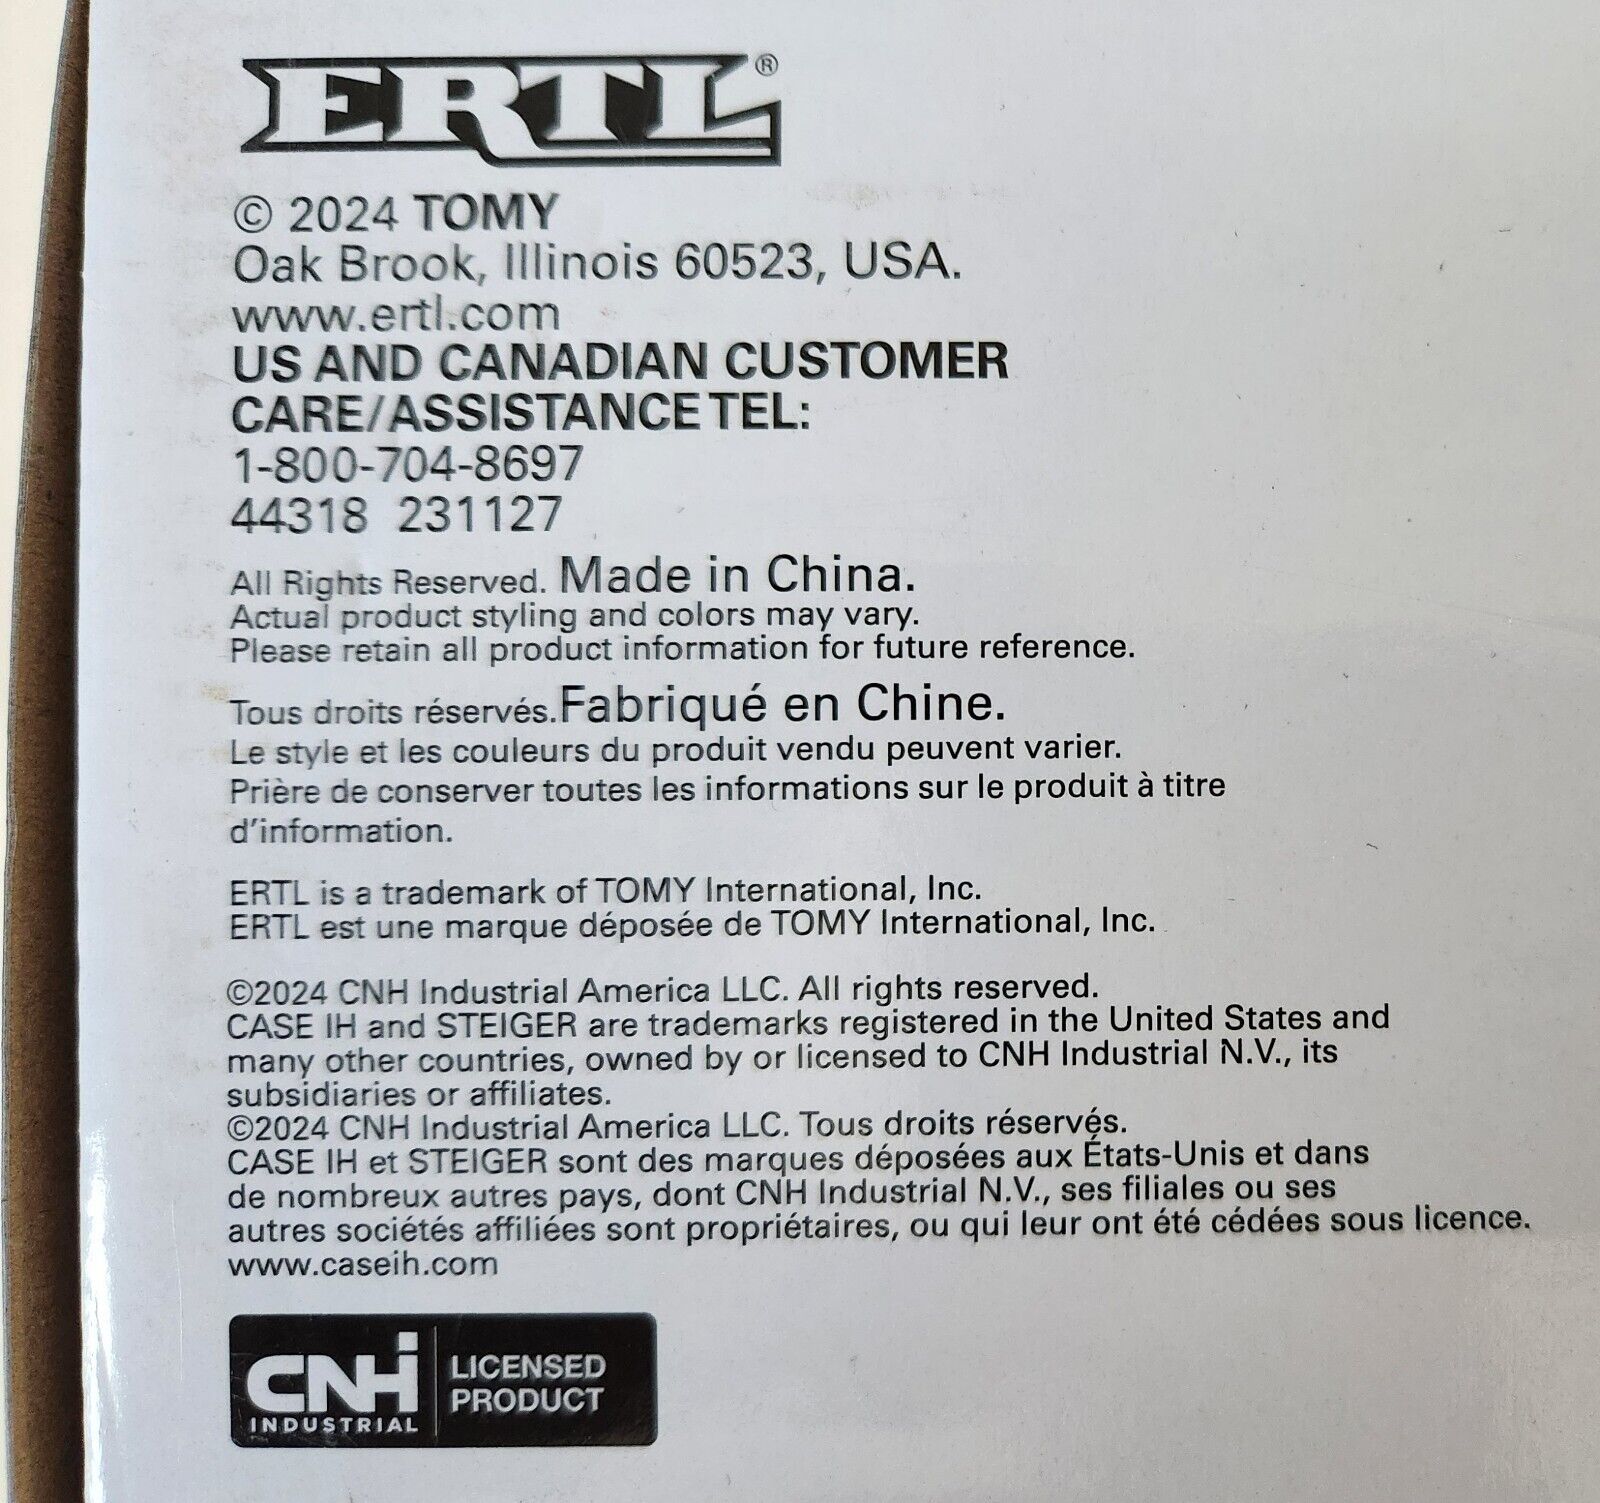 ERTL®
© 2024 TOMY
Oak Brook, Illinois 60523, USA.
www.ertl.com
US AND CANADIAN CUSTOMER
CARE/ASSISTANCE TEL:
1-800-704-8697
44318 231127
All Rights Reserved. Made in China.
Actual product styling and colors may vary.
Please retain all product information for future reference.
Tous droits réservés. Fabriqué en Chine.
Le style et les couleurs du produit vendu peuvent varier.
Prière de conserver toutes les informations sur le produit à titre
d'information.
ERTL is a trademark of TOMY International, Inc.
ERTL est une marque déposée de TOMY International, Inc.
©2024 CNH Industrial America LLC. All rights reserved.
CASE IH and STEIGER are trademarks registered in the United States and
many other countries, owned by or licensed to CNH Industrial N.V., its
subsidiaries or affiliates.
©2024 CNH Industrial America LLC. Tous droits réservés.
CASE IH et STEIGER sont des marques déposées aux États-Unis et dans
de nombreux autres pays, dont CNH Industrial N.V., ses filiales ou ses
autres sociétés affiliées sont propriétaires, ou qui leur ont été cédées sous licence.
www.caseih.com
CNH
INDUSTRIAL
LICENSED
PRODUCT